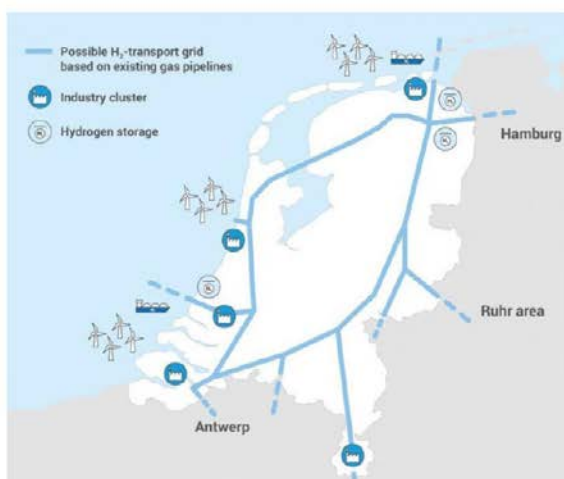 Possible H₂-transport grid
based on existing gas pipelines
Industry cluster
Hydrogen storage
Hamburg
Ruhr area
Antwerp